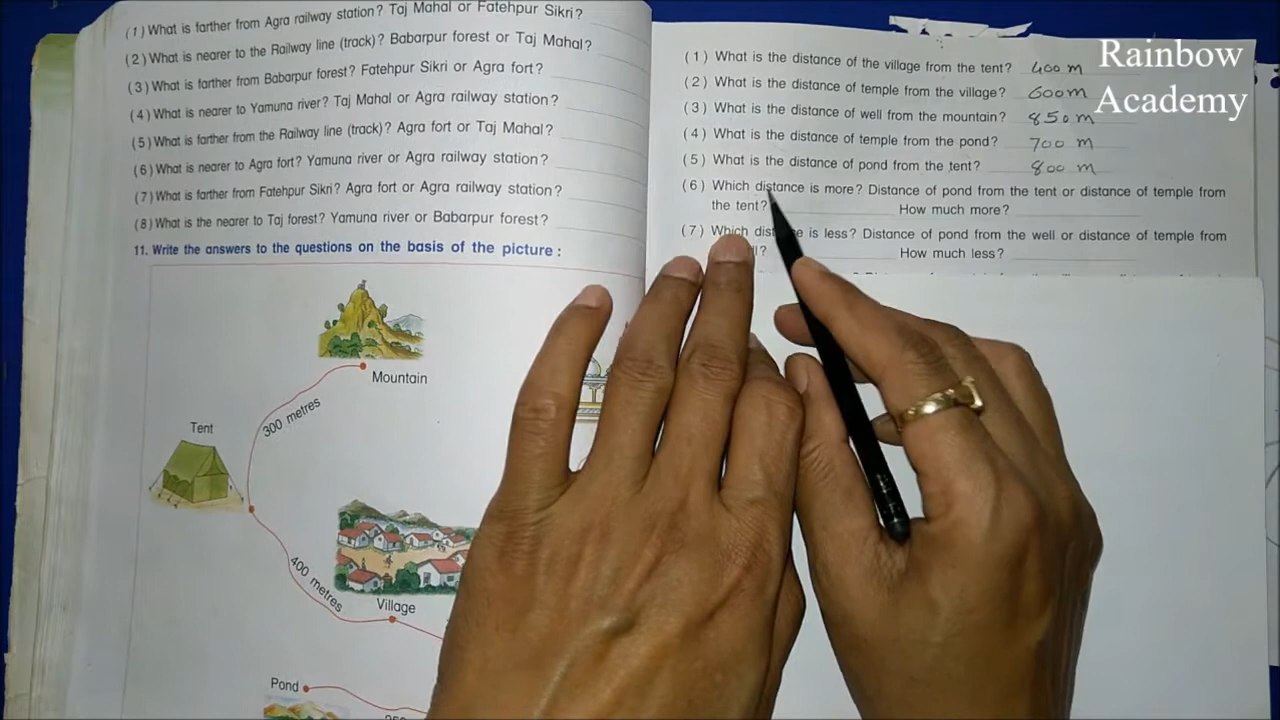 (1) What is farther from Agra railway station? Taj Mahal or Fatehpur Sikri?
(2) What is nearer to the Railway line (track)? Babarpur forest or Taj Mahal?
(3) What is farther from Babarpur forest? Fatehpur Sikri or Agra fort?
(4) What is nearer to Yamuna river? Taj Mahal or Agra railway station?
(5) What is farther from the Railway line (track)? Agra fort or Taj Mahal?
(6) What is nearer to Agra fort? Yamuna river or Agra railway station?
(7) What is farther from Fatehpur Sikri? Agra fort or Agra railway station?
(8) What is the nearer to Taj forest? Yamuna river or Babarpur forest?
11. Write the answers to the questions on the basis of the picture :
Mountain
300 metres
Tent
400 metres
Village
Pond
Rainbow
Academy
(1) What is the distance of the village from the tent? 400 m
(2) What is the distance of temple from the village? 600 m
(3) What is the distance of well from the mountain? 850 m
(4) What is the distance of temple from the pond? 700 m
(5) What is the distance of pond from the tent? 800 m
(6) Which distance is more? Distance of pond from the tent or distance of temple from
the tent? How much more?
(7) Which is less? Distance of pond from the well or distance of temple from
How much less?